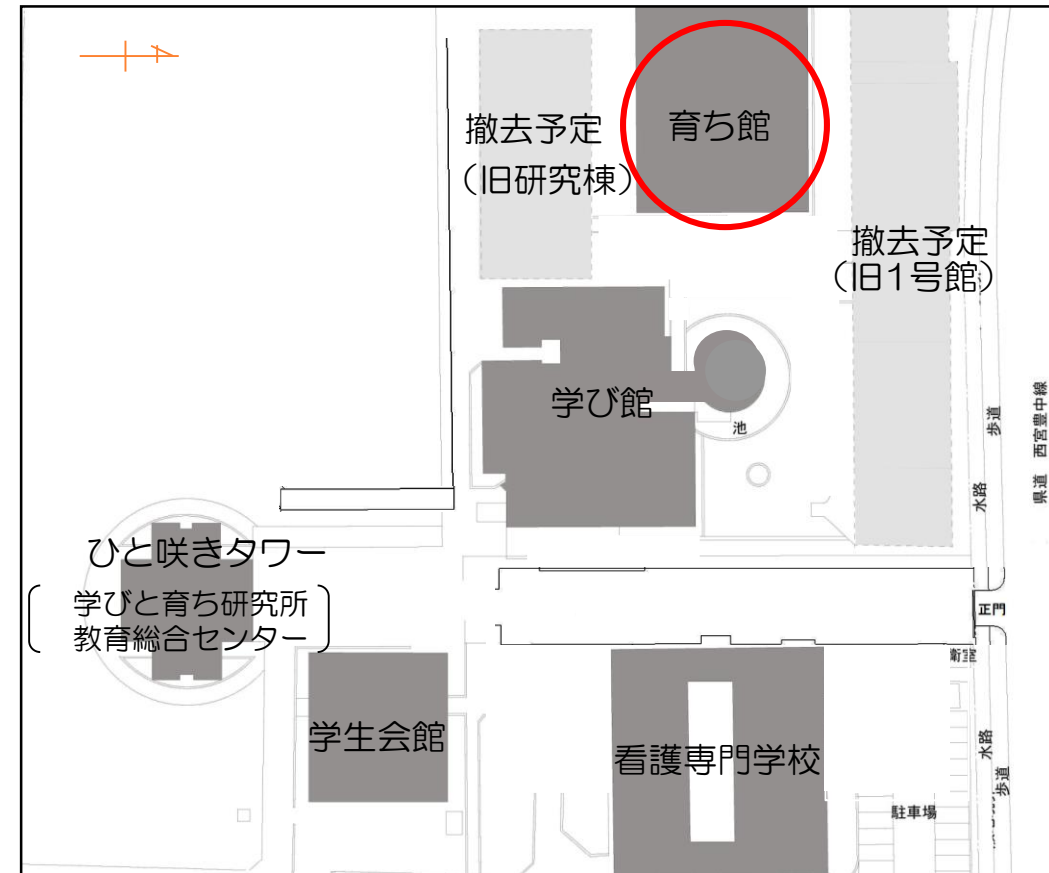 撤去予定
（旧研究棟）
育ち館
撤去予定
（旧1号館）
学び館
池
歩道
県道 西宮豊中線
水路
ひと咲きタワー
学びと育ち研究所
教育総合センター
正門
衛室
学生会館
看護専門学校
水路
歩道
駐車場